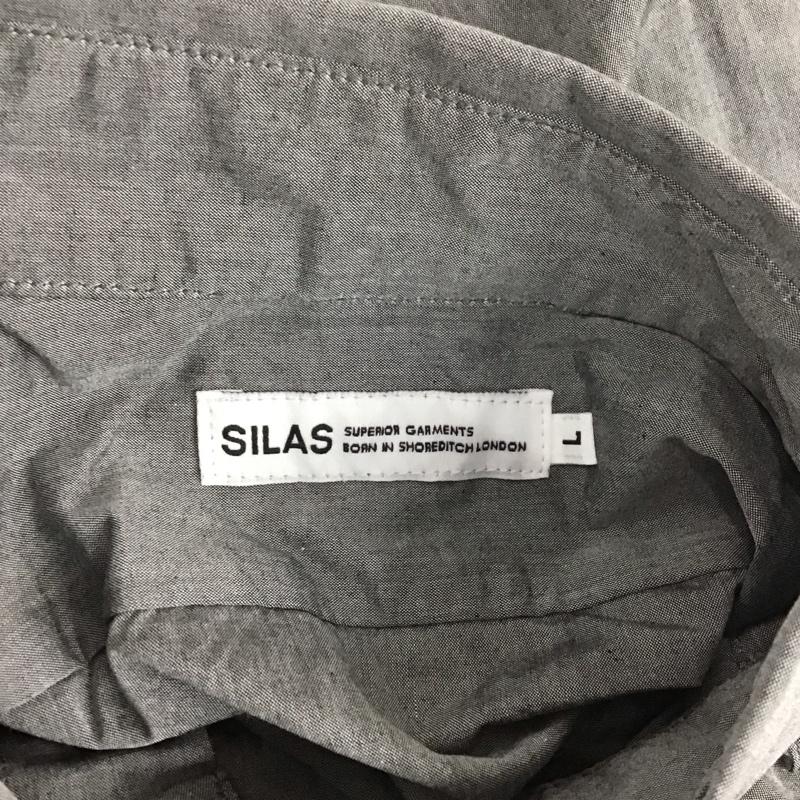 SILAS
SUPERIOR GARMENTS
BORN IN SHOREDITCH LONDON
L